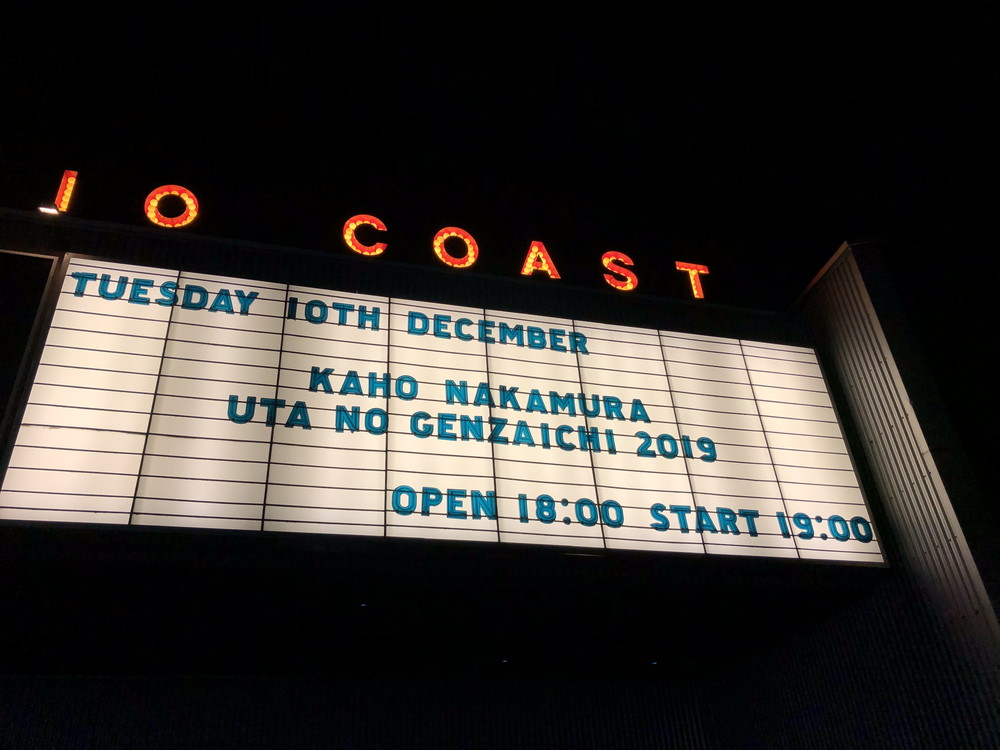 IO COAST
TUESDAY 10TH DECEMBER
KAHO NAKAMURA
UTA NO GENZAICHI 2019
OPEN 18:00 START 19:00